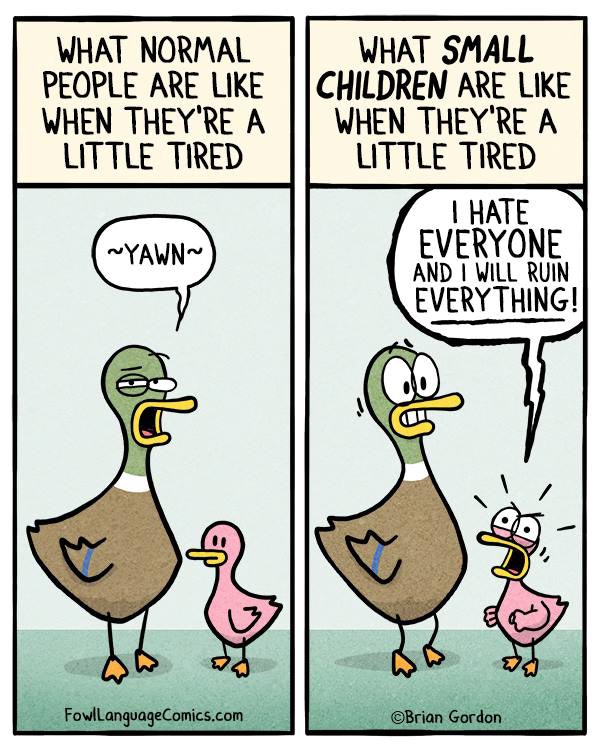 WHAT NORMAL
PEOPLE ARE LIKE
WHEN THEY'RE A
LITTLE TIRED
~YAWN~
FowlLanguageComics.com
WHAT SMALL
CHILDREN ARE LIKE
WHEN THEY'RE A
LITTLE TIRED
I HATE
EVERYONE
AND I WILL RUIN
EVERYTHING!
©Brian Gordon